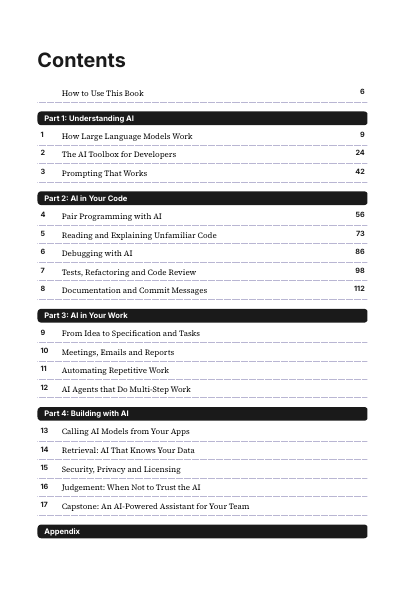 Contents
How to Use This Book 6
Part 1: Understanding AI
1 How Large Language Models Work 9
2 The AI Toolbox for Developers 24
3 Prompting That Works 42
Part 2: AI in Your Code
4 Pair Programming with AI 56
5 Reading and Explaining Unfamiliar Code 73
6 Debugging with AI 86
7 Tests, Refactoring and Code Review 98
8 Documentation and Commit Messages 112
Part 3: AI in Your Work
9 From Idea to Specification and Tasks
10 Meetings, Emails and Reports
11 Automating Repetitive Work
12 AI Agents that Do Multi-Step Work
Part 4: Building with AI
13 Calling AI Models from Your Apps
14 Retrieval: AI That Knows Your Data
15 Security, Privacy and Licensing
16 Judgement: When Not to Trust the AI
17 Capstone: An AI-Powered Assistant for Your Team
Appendix